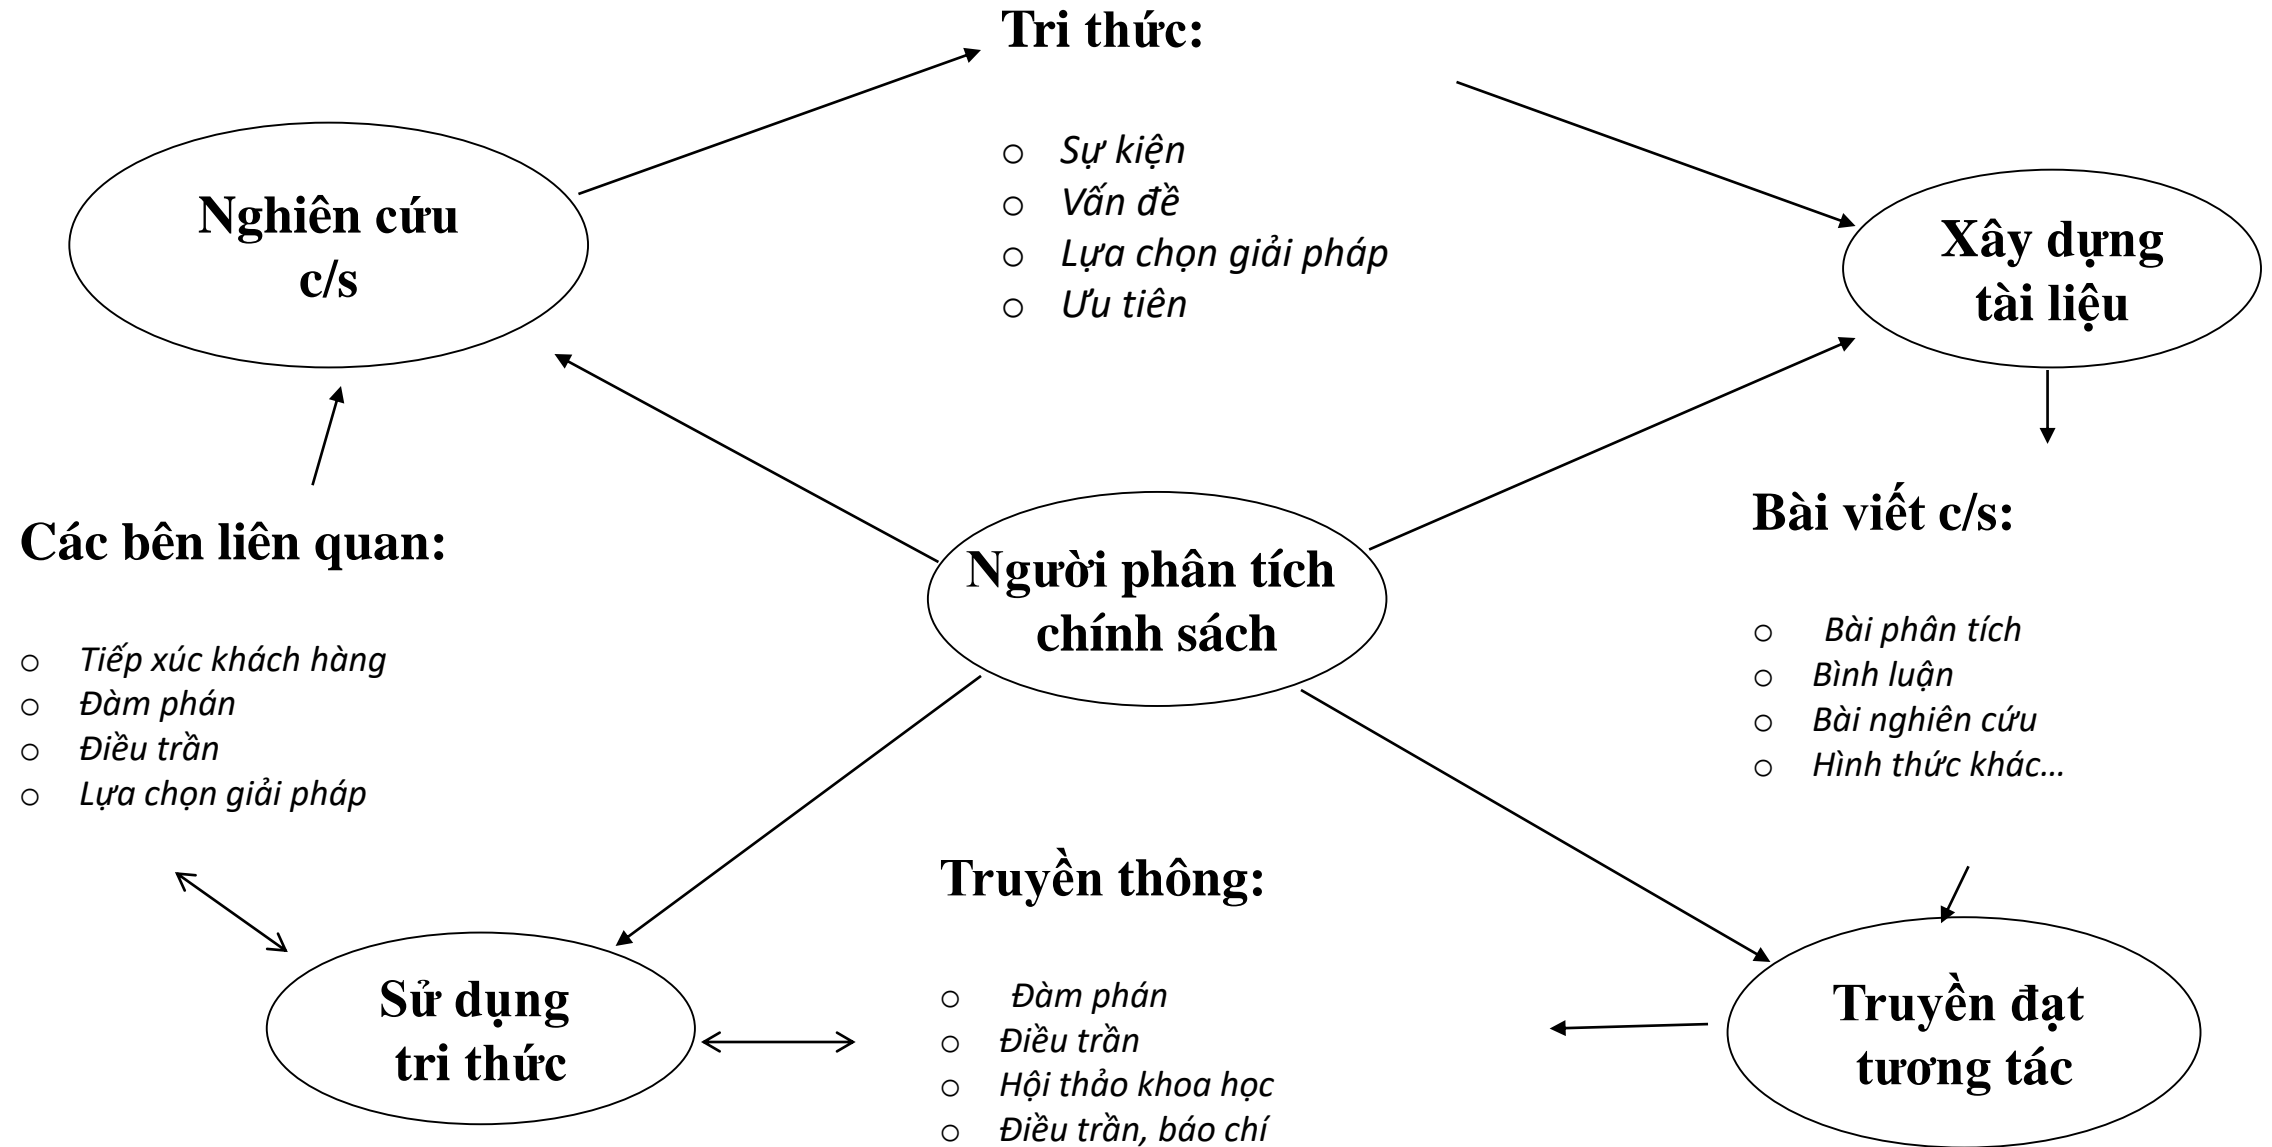 Tri thức:
o Sự kiện
o Vấn đề
o Lựa chọn giải pháp
o Ưu tiên
Nghiên cứu
c/s
Xây dựng
tài liệu
Các bên liên quan:
o Tiếp xúc khách hàng
o Đàm phán
o Điều trần
o Lựa chọn giải pháp
Người phân tích
chính sách
Bài viết c/s:
o Bài phân tích
o Bình luận
o Bài nghiên cứu
o Hình thức khác...
Sử dụng
tri thức
Truyền thông:
o Đàm phán
o Điều trần
o Hội thảo khoa học
o Điều trần, báo chí
Truyền đạt
tương tác